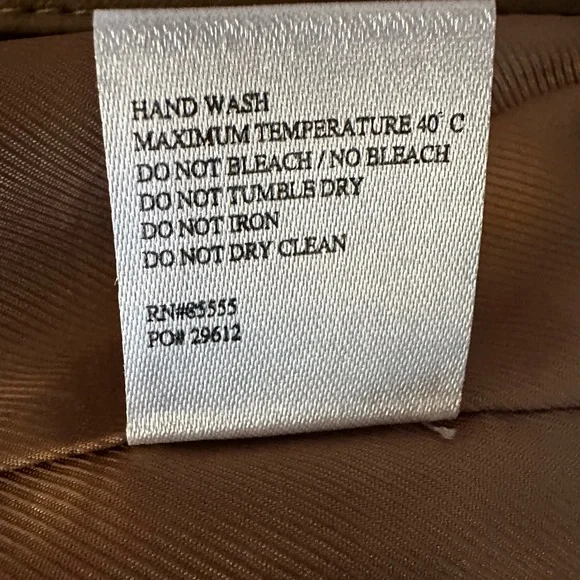 HAND WASH
MAXIMUM TEMPERATURE 40° C
DO NOT BLEACH / NO BLEACH
DO NOT TUMBLE DRY
DO NOT IRON
DO NOT DRY CLEAN
RN#85555
PO# 29612